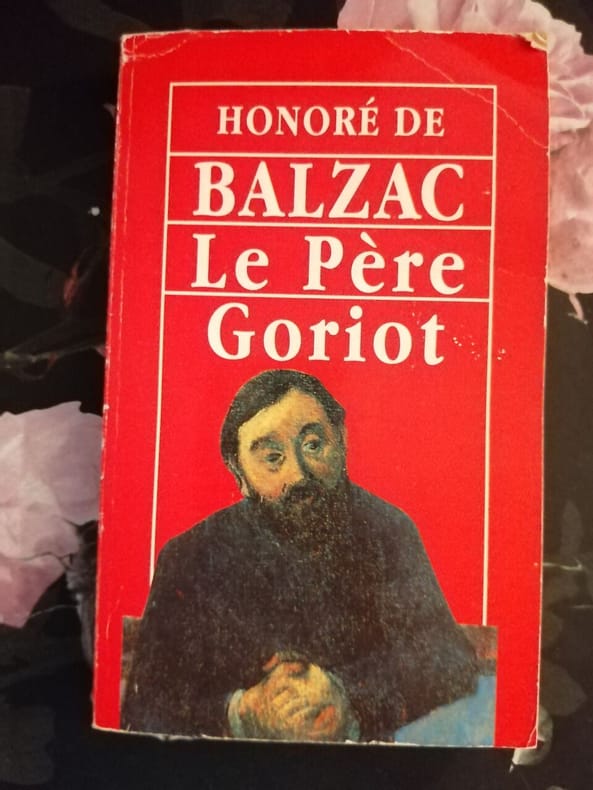 HONORÉ DE
BALZAC
Le Père
Goriot